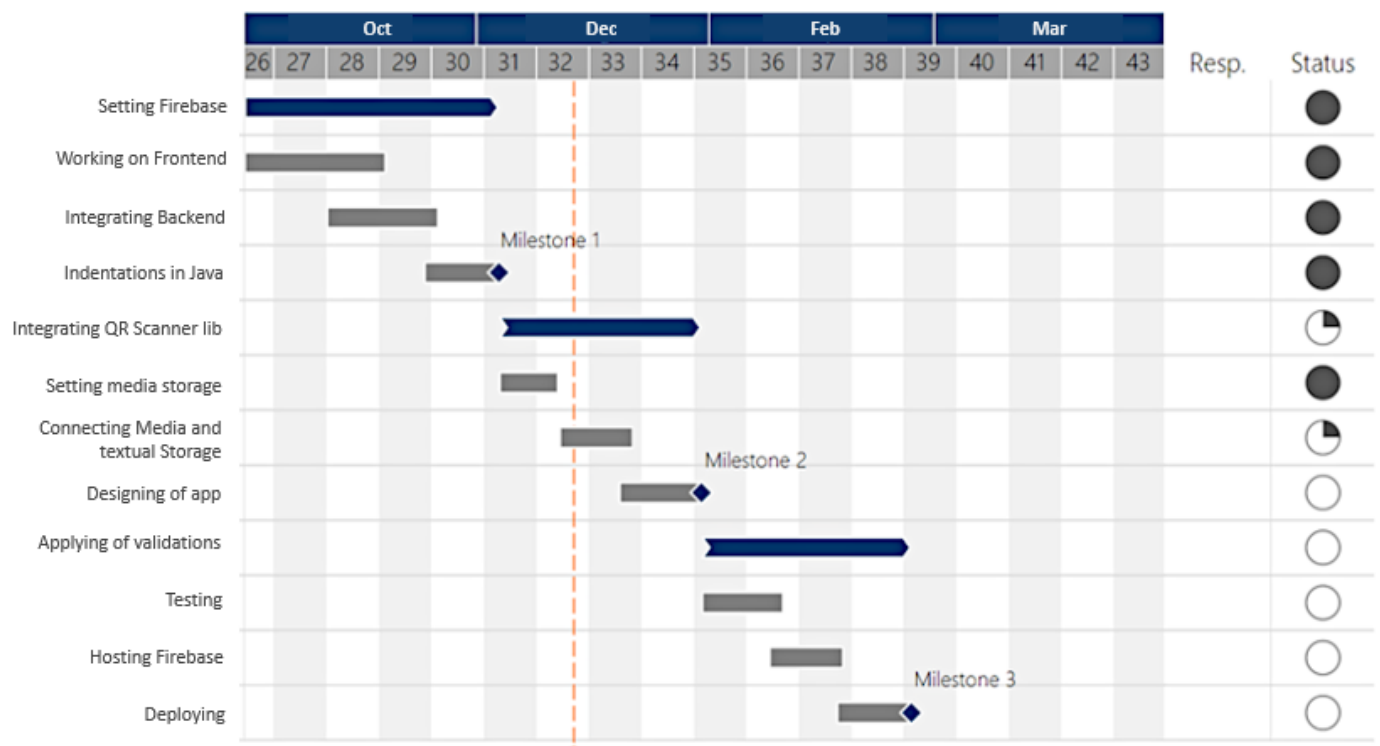 Oct Dec Feb Mar
26 27 28 29 30 31 32 33 34 35 36 37 38 39 40 41 42 43 Resp. Status
Setting Firebase
Working on Frontend
Integrating Backend
Milestone 1
Indentations in Java
Integrating QR Scanner lib
Setting media storage
Connecting Media and
textual Storage
Milestone 2
Designing of app
Applying of validations
Testing
Hosting Firebase
Milestone 3
Deploying